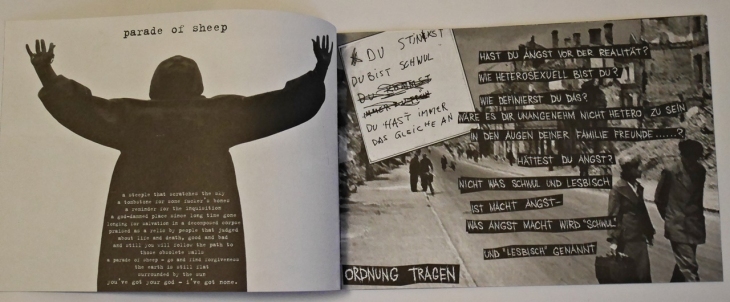 parade of sheep
a steeple that scratches the sky
a touchstone for some
a reminder for the inquisition
a god-damned place since long time gone
longing for salvation in a decomposed corpse
praised as a relic by people that judged
about life and death, good and bad
and still you will follow the path to
those obsolete walls
a parade of sheep - go and find forgiveness
the earth is still flat
surrounded by the sun
you've got your god - i've got none.
DU STINKST!
DU BIST SCHWUL
DU HAST IMMER
DAS GLEICHE AN
HAST DU ANGST VOR DER REALITÄT?
WIE HETEROSEXUELL BIST DU?
WIE DEFINIERST DU DAS?
WÄRE ES DIR UNANGENEHM NICHT HETERO ZU SEIN
IN DEN AUGEN DEINER FAMILIE FREUNDE......?
HÄTTEST DU ANGST?
NICHT WAS SCHWUL UND LESBISCH
IST MACHT ANGST-
WAS ANGST MACHT WIRD "SCHWUL"
UND "LESBISCH" GENANNT
ORDNUNG TRAGEN